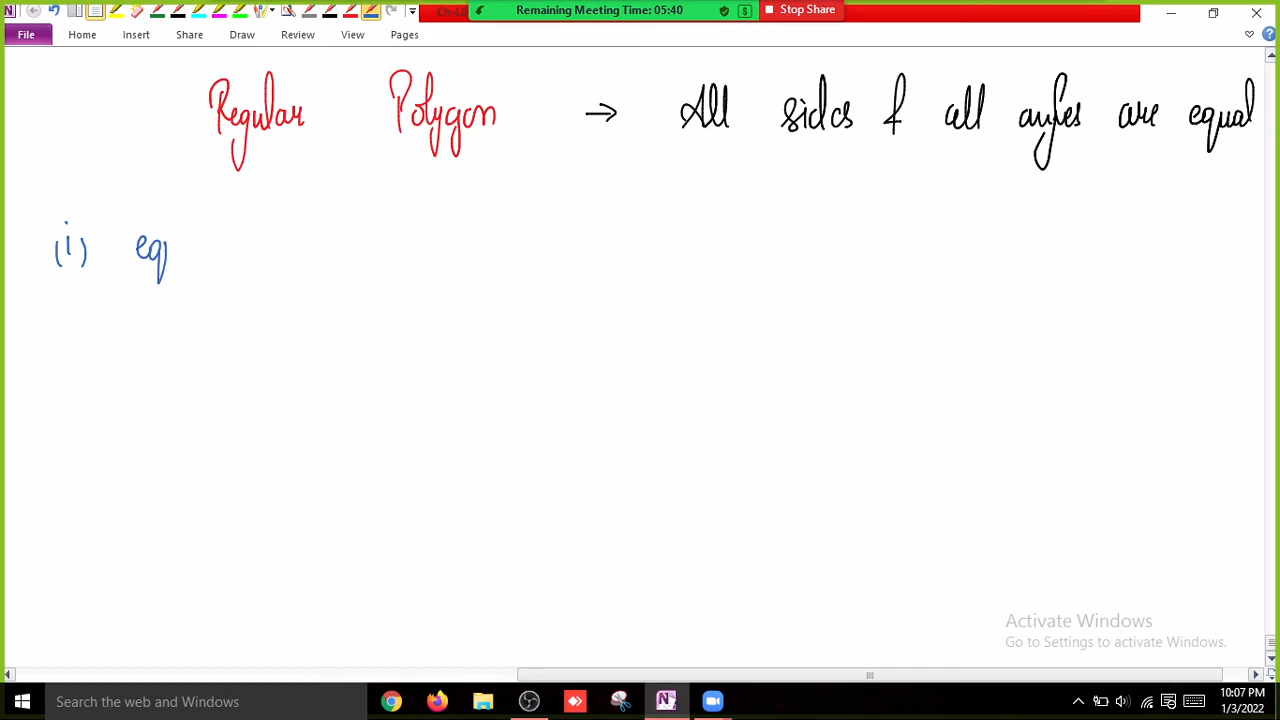 Remaining Meeting Time: 05:40
Stop Share
File Home Insert Share Draw Review View Pages
Regular Polygon → All sides & all angles are equal
(i) eq
Activate Windows
Go to Settings to activate Windows.
Search the web and Windows
10:07 PM
1/3/2022